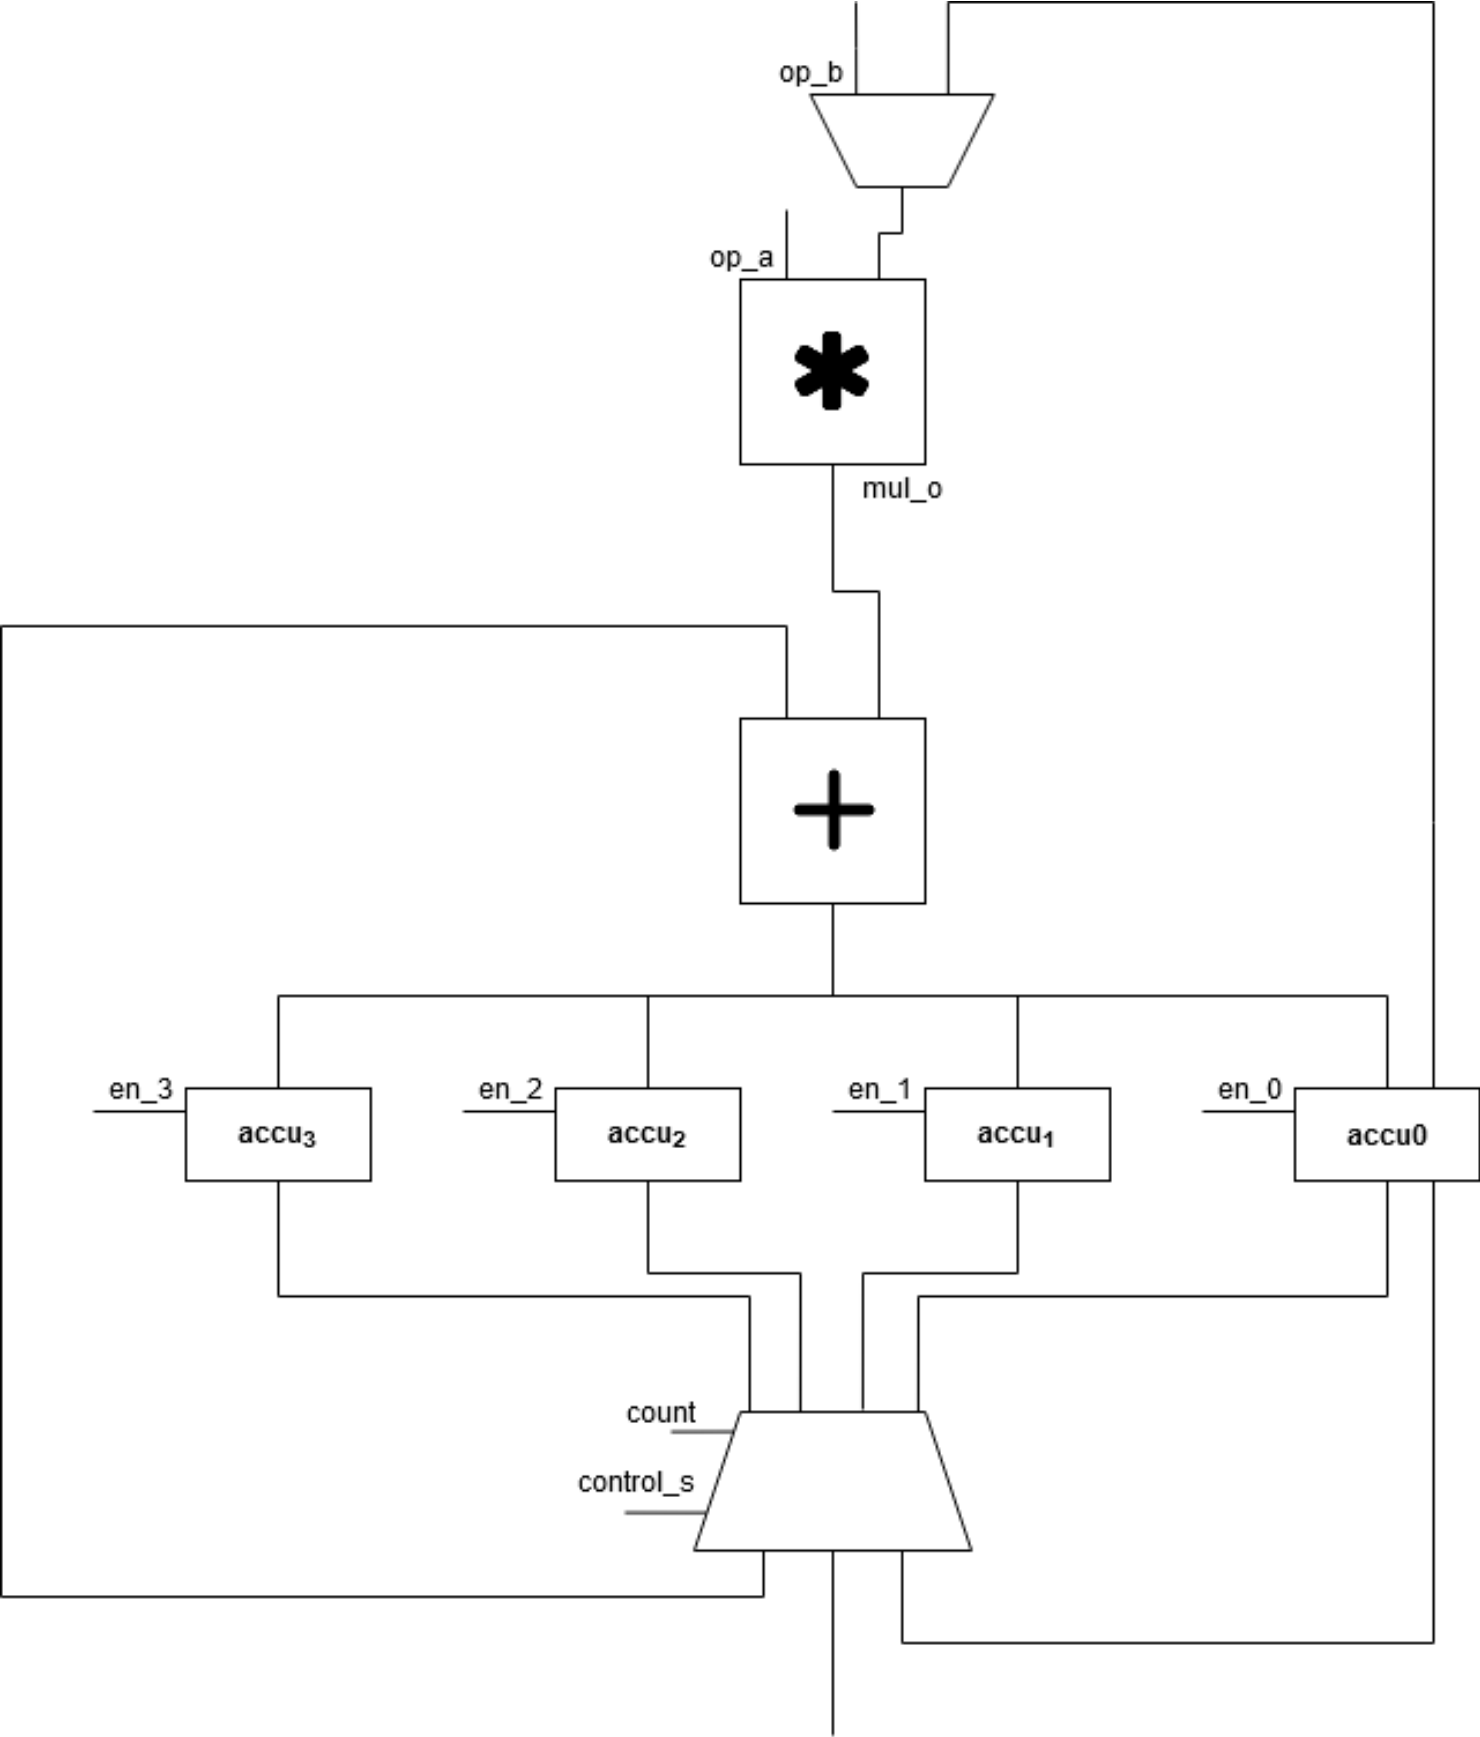 op_b
op_a
*
mul_o
+
en_3
en_2
en_1
en_0
accu₃
accu₂
accu₁
accu0
count
control_s